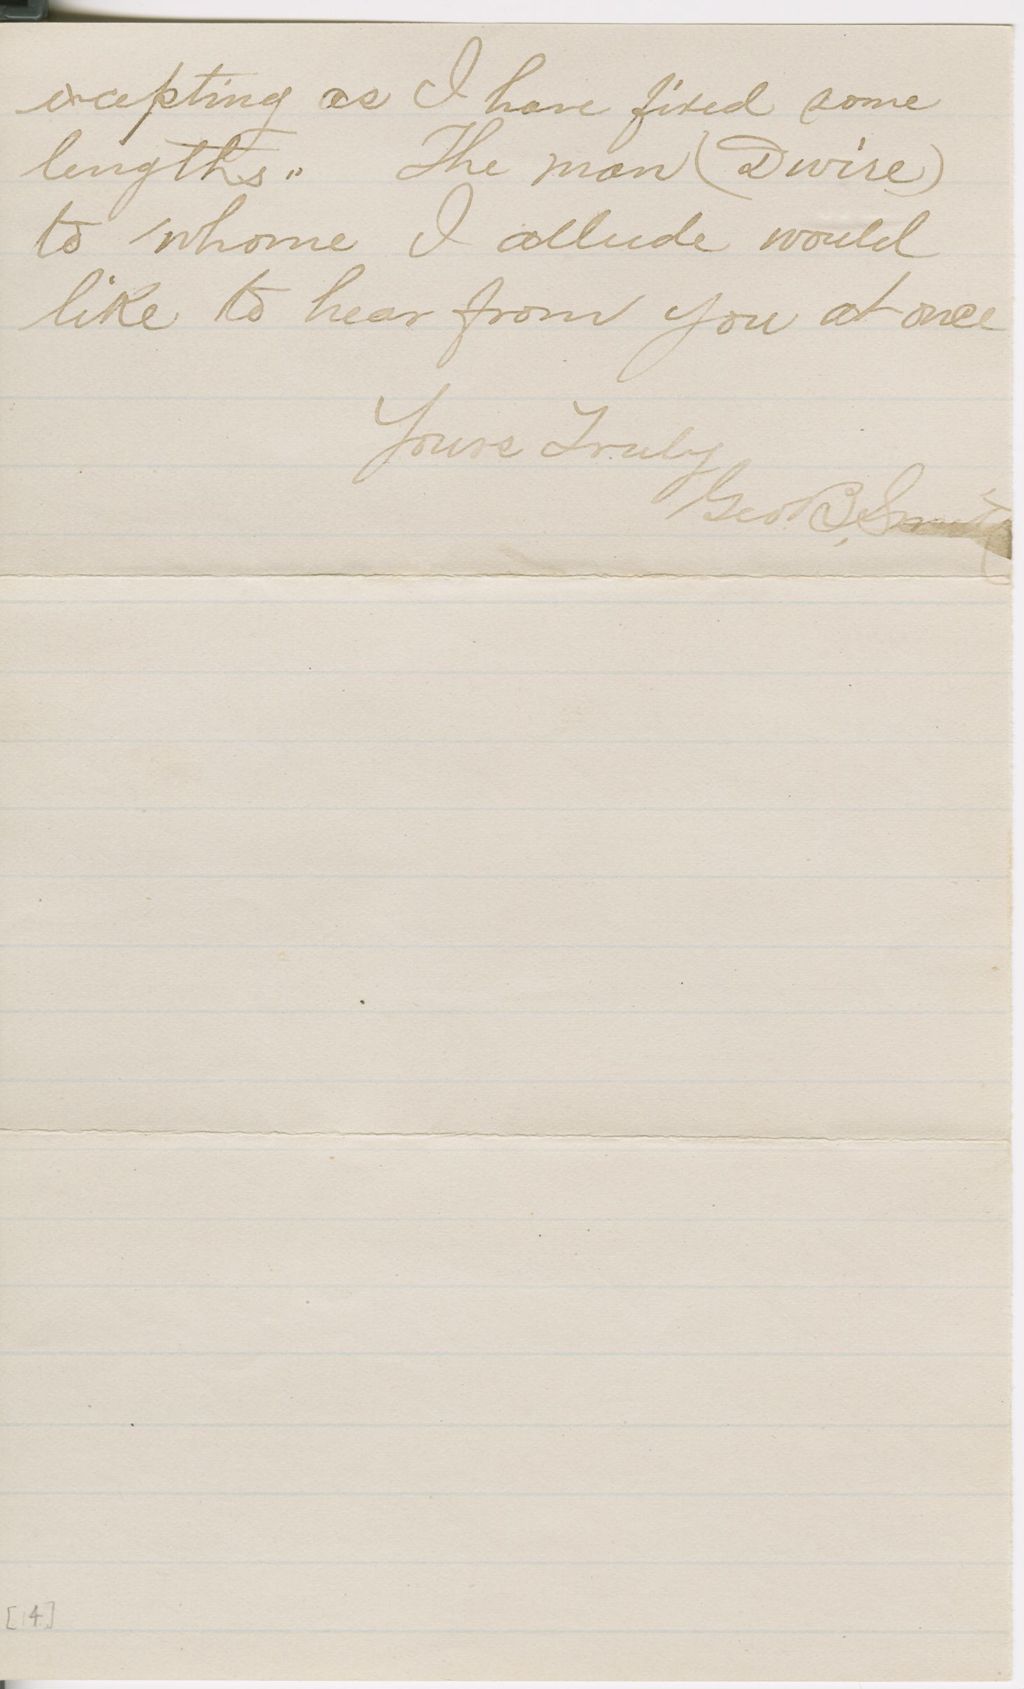 excepting as I have fixed some
lengths." The man (Dwire)
to whome I allude would
like to hear from you at once
Yours Truly
Geo. B. Smith
[14]